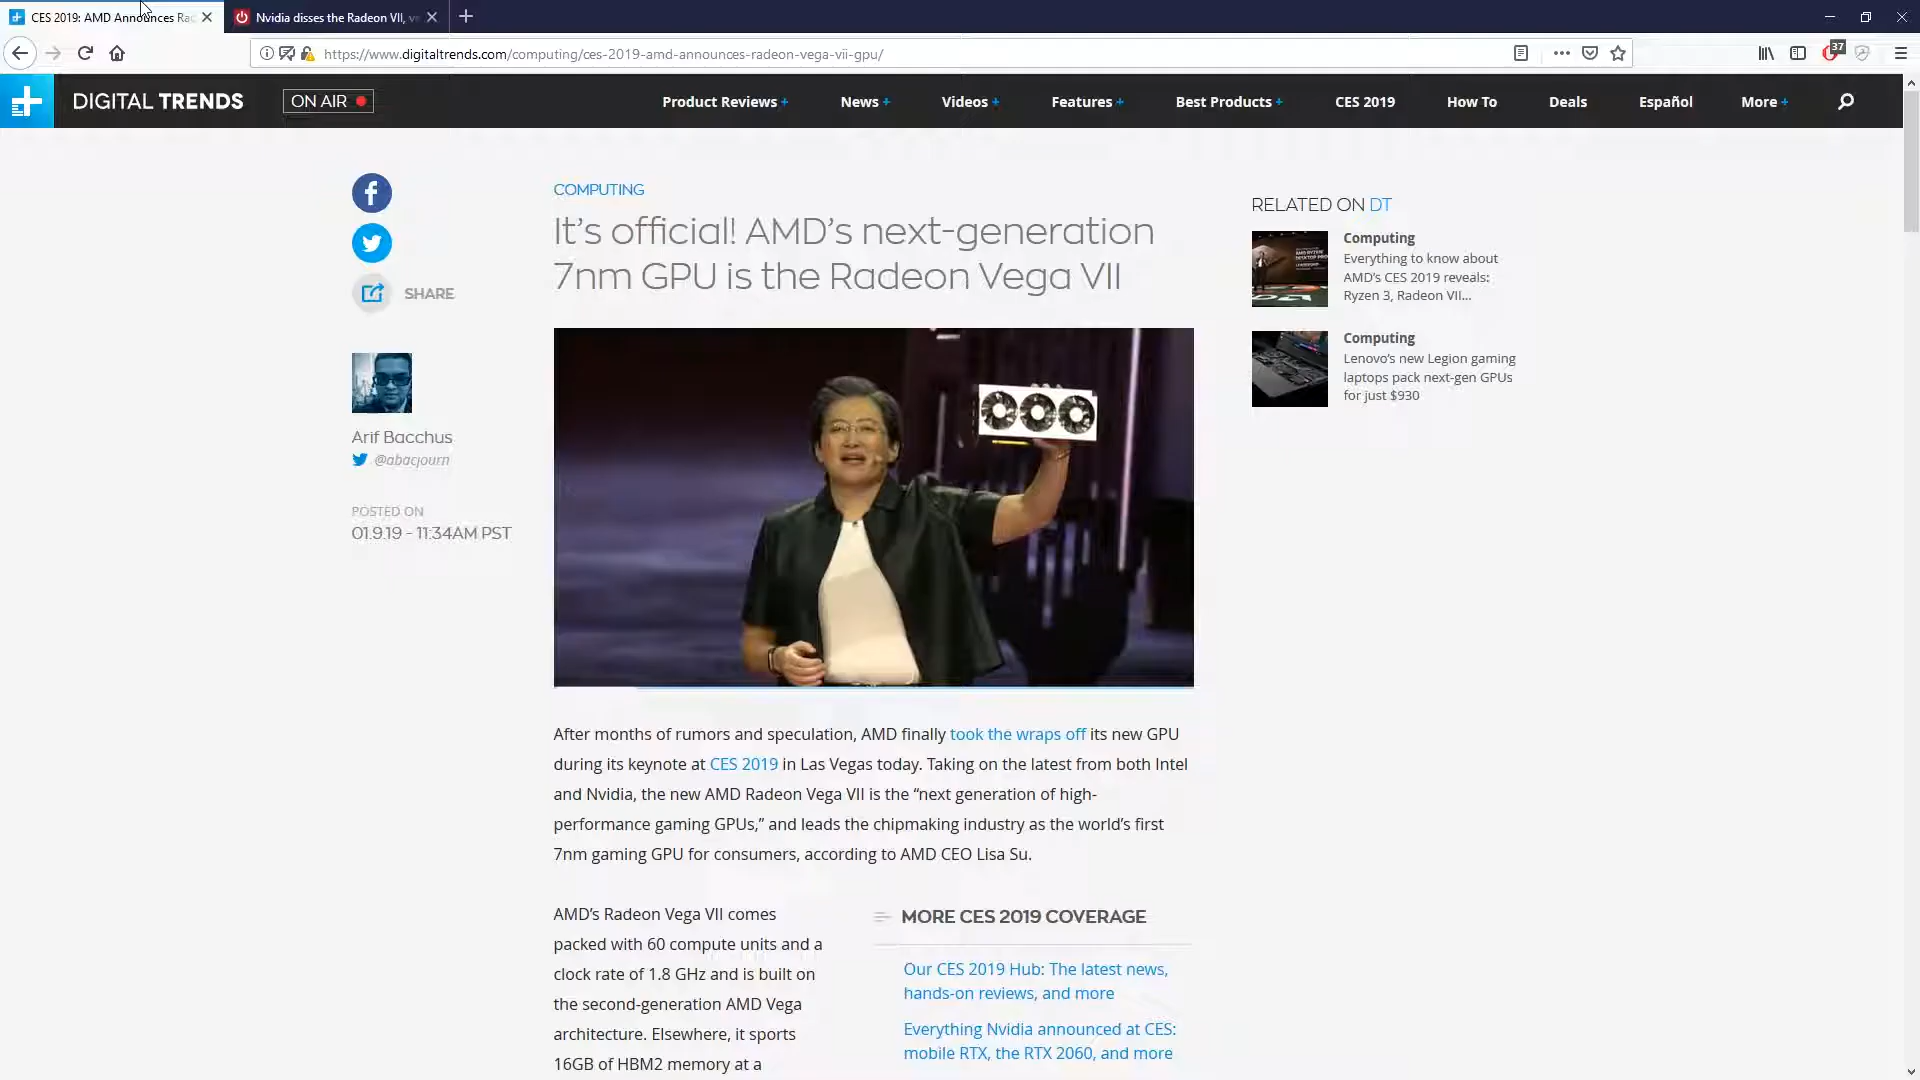 CES 2019: AMD Announces Rad
Nvidia disses the Radeon VII, v
https://www.digitaltrends.com/computing/ces-2019-amd-announces-radeon-vega-vii-gpu/
37
DIGITAL TRENDS
ON AIR
Product Reviews +
News +
Videos +
Features +
Best Products +
CES 2019
How To
Deals
Español
More +
SHARE
Arif Bacchus
@abacjourn
POSTED ON
01.9.19 - 11:34AM PST
COMPUTING
It's official! AMD's next-generation
7nm GPU is the Radeon Vega VII
After months of rumors and speculation, AMD finally took the wraps off its new GPU
during its keynote at CES 2019 in Las Vegas today. Taking on the latest from both Intel
and Nvidia, the new AMD Radeon Vega VII is the “next generation of high-
performance gaming GPUs,” and leads the chipmaking industry as the world’s first
7nm gaming GPU for consumers, according to AMD CEO Lisa Su.
AMD’s Radeon Vega VII comes
packed with 60 compute units and a
clock rate of 1.8 GHz and is built on
the second-generation AMD Vega
architecture. Elsewhere, it sports
16GB of HBM2 memory at a
MORE CES 2019 COVERAGE
Our CES 2019 Hub: The latest news,
hands-on reviews, and more
Everything Nvidia announced at CES:
mobile RTX, the RTX 2060, and more
RELATED ON DT
Computing
Everything to know about
AMD's CES 2019 reveals:
Ryzen 3, Radeon VII...
Computing
Lenovo’s new Legion gaming
laptops pack next-gen GPUs
for just $930